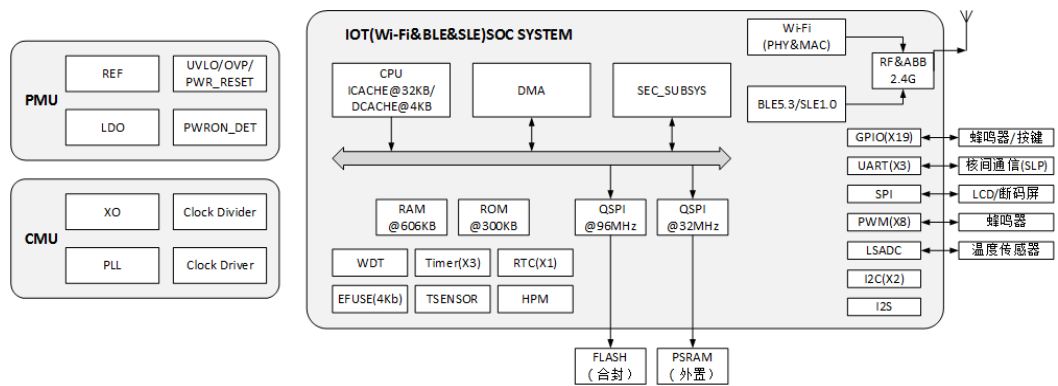 PMU
REF
UVLO/OVP/
PWR_RESET
LDO
PWRON_DET
CMU
XO
Clock Divider
PLL
Clock Driver
IOT(Wi-Fi&BLE&SLE)SOC SYSTEM
CPU
ICACHE@32KB/
DCACHE@4KB
DMA
SEC_SUBSYS
Wi-Fi
(PHY&MAC)
BLE5.3/SLE1.0
RF&ABB
2.4G
RAM
@606KB
ROM
@300KB
QSPI
@96MHz
QSPI
@32MHz
WDT
Timer(X3)
RTC(X1)
EFUSE(4Kb)
TSENSOR
HPM
GPIO(X19)
蜂鸣器/按键
UART(X3)
核间通信(SLP)
SPI
LCD/断码屏
PWM(X8)
蜂鸣器
LSADC
温度传感器
I2C(X2)
I2S
FLASH
（合封）
PSRAM
（外置）